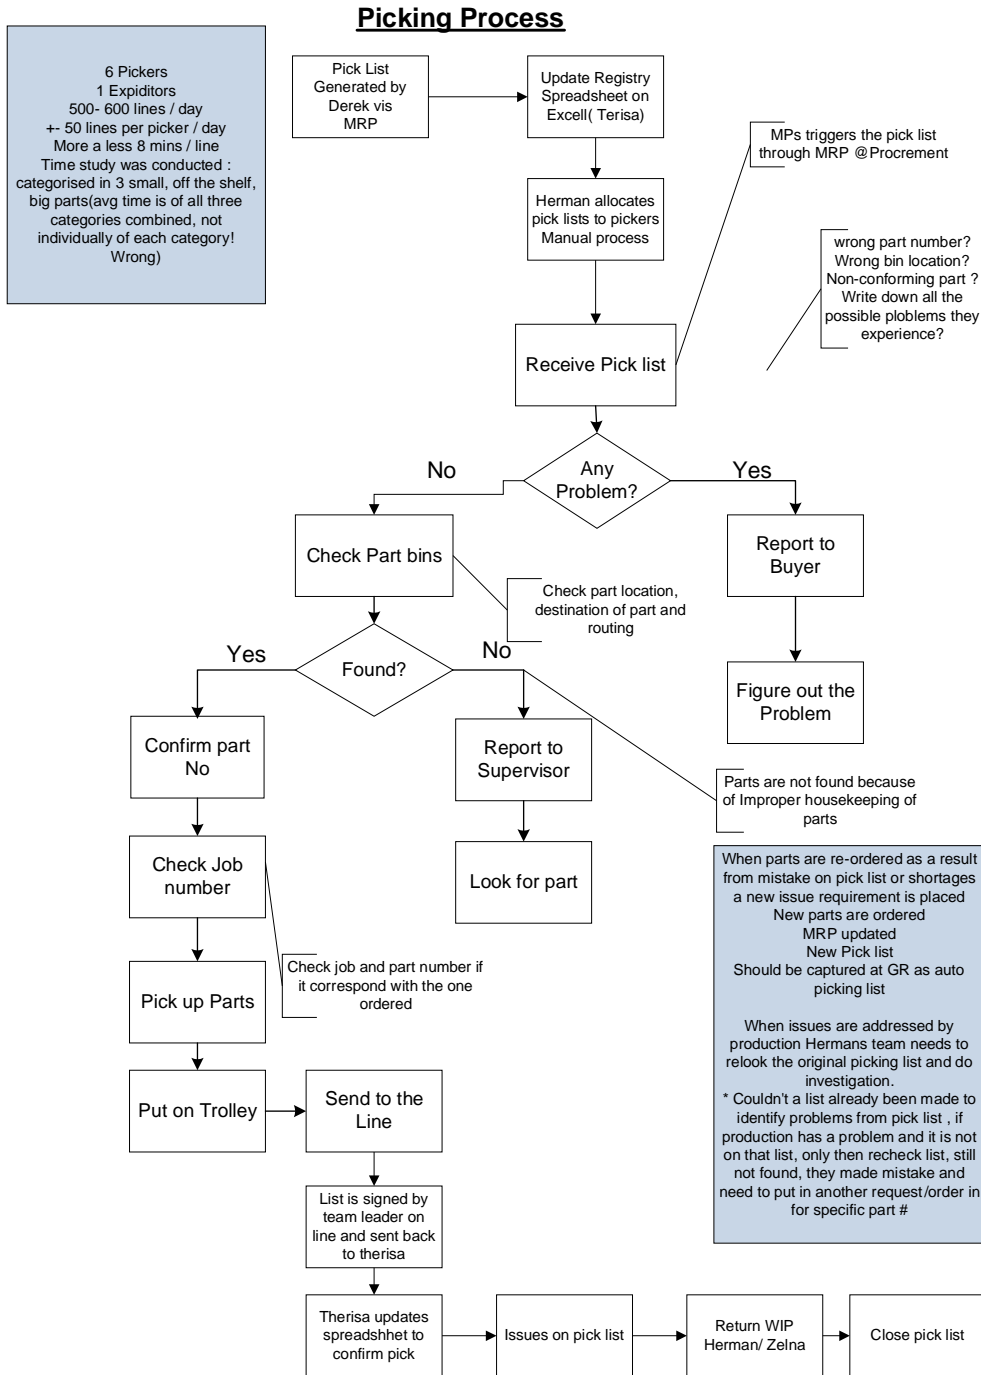 Picking Process
6 Pickers
1 Expiditors
500- 600 lines / day
+- 50 lines per picker / day
More a less 8 mins / line
Time study was conducted :
categorised in 3 small, off the shelf,
big parts(avg time is of all three
categories combined, not
individually of each category!
Wrong)
Pick List
Generated by
Derek vis
MRP
Update Registry
Spreadsheet on
Excell( Terisa)
MPs triggers the pick list
through MRP @Procrement
Herman allocates
pick lists to pickers
Manual process
wrong part number?
Wrong bin location?
Non-conforming part ?
Write down all the
possible ploblems they
experience?
Receive Pick list
Any
Problem?
No
Yes
Check Part bins
Report to
Buyer
Check part location,
destination of part and
routing
Found?
Yes
No
Figure out the
Problem
Confirm part
No
Report to
Supervisor
Parts are not found because
of Improper housekeeping of
parts
Check Job
number
Look for part
Check job and part number if
it correspond with the one
ordered
Pick up Parts
When parts are re-ordered as a result
from mistake on pick list or shortages
a new issue requirement is placed
New parts are ordered
MRP updated
New Pick list
Should be captured at GR as auto
picking list
When issues are addressed by
production Hermans team needs to
relook the original picking list and do
investigation.
* Couldn't a list already been made to
identify problems from pick list , if
production has a problem and it is not
on that list, only then recheck list, still
not found, they made mistake and
need to put in another request/order in
for specific part #
Put on Trolley
Send to the
Line
List is signed by
team leader on
line and sent back
to therisa
Therisa updates
spreadshhet to
confirm pick
Issues on pick list
Return WIP
Herman/ Zelna
Close pick list